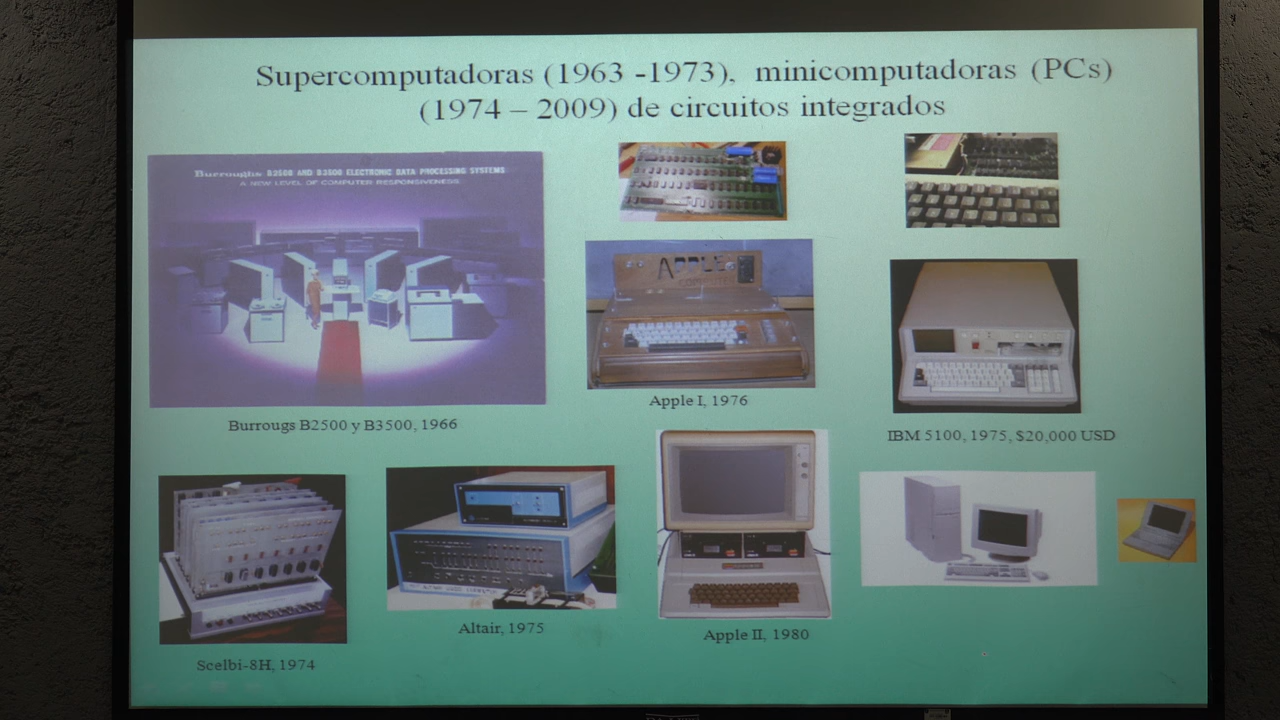 Supercomputadoras (1963 -1973), minicomputadoras (PCs)
(1974 – 2009) de circuitos integrados
Burroughs B2500 AND B3500 ELECTRONIC DATA PROCESSING SYSTEMS
A NEW LEVEL OF COMPUTER RESPONSIVENESS
APPLE
COMPUTER
Apple I, 1976
Burrougs B2500 y B3500, 1966
IBM 5100, 1975, $20,000 USD
Altair, 1975
Apple II, 1980
Scelbi-8H, 1974